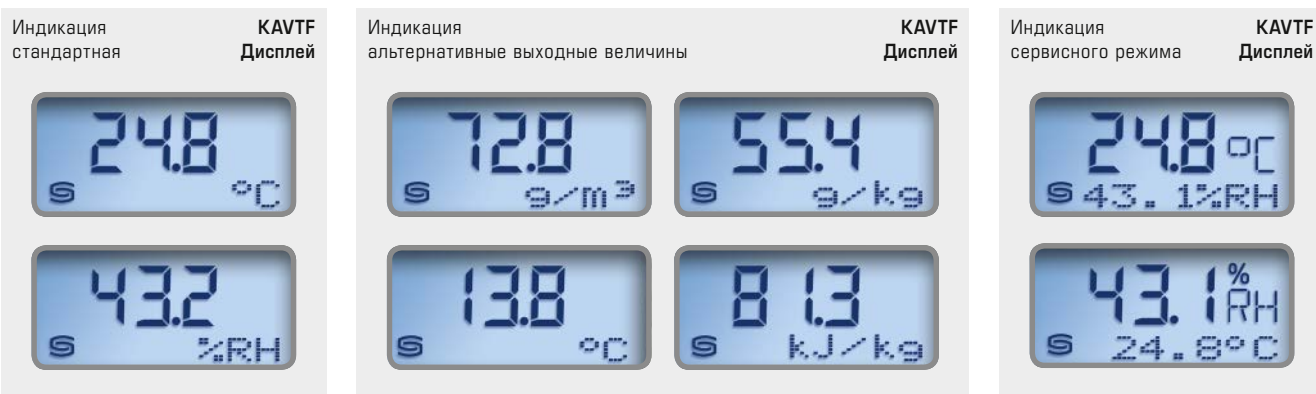 Индикация
стандартная
KAVTF
Дисплей
24.8
°C
43.2
%RH
Индикация
альтернативные выходные величины
KAVTF
Дисплей
72.8
g/m³
55.4
g/kg
13.8
°C
81.3
kJ/kg
Индикация
сервисного режима
KAVTF
Дисплей
24.8 °C
43.1%RH
43.1 % RH
24.8°C